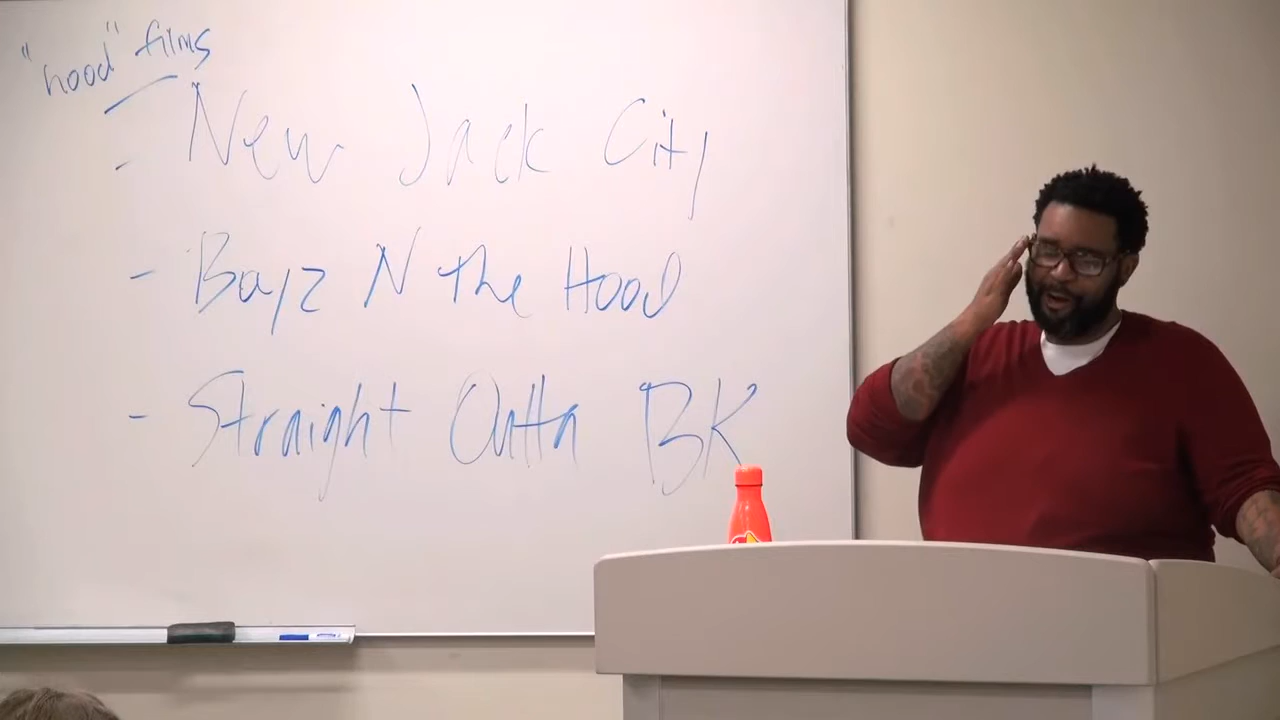 "hood" films
- New Jack City
- Boyz N the Hood
- Straight Outta BK